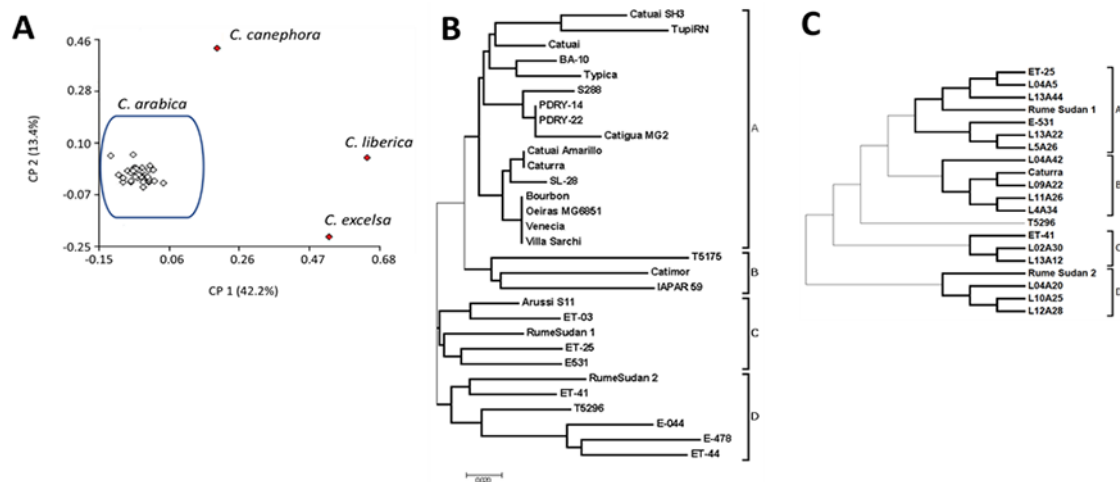 A
0.46
0.28
0.10
-0.07
-0.25
CP 2 (13.4%)
C. canephora
C. arabica
C. liberica
C. excelsa
-0.15
0.06
0.26
0.47
0.68
CP 1 (42.2%)
B
Catuai SH3
TupiRN
Catuai
BA-10
Typica
S288
PDRY-14
PDRY-22
Catigua MG2
Catuai Amarillo
Caturra
SL-28
Bourbon
Oeiras MG6851
Venecia
Villa Sarchi
A
T5175
Catimor
IAPAR 59
B
Arussi S11
ET-03
RumeSudan 1
ET-25
E531
C
RumeSudan 2
ET-41
T5296
E-044
E-478
ET-44
D
C
ET-25
L04A5
L13A44
Rume Sudan 1
E-531
L13A22
L5A26
A
L04A42
Caturra
L09A22
L11A26
L4A34
B
T5296
ET-41
L02A30
L13A12
Rume Sudan 2
L04A20
L10A25
L12A28
D